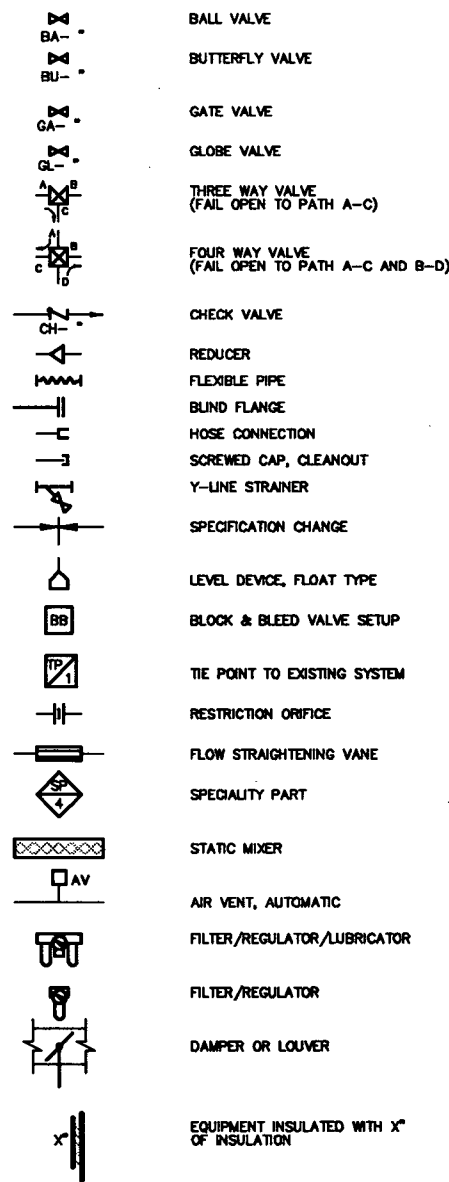 BALL VALVE
BA- "
BUTTERFLY VALVE
BU- "
GATE VALVE
GA- "
GLOBE VALVE
GL- "
A B
C
THREE WAY VALVE
(FAIL OPEN TO PATH A-C)
A
B
C
D
FOUR WAY VALVE
(FAIL OPEN TO PATH A-C AND B-D)
CHECK VALVE
CH- "
REDUCER
FLEXIBLE PIPE
BLIND FLANGE
HOSE CONNECTION
SCREWED CAP, CLEANOUT
Y-LINE STRAINER
SPECIFICATION CHANGE
LEVEL DEVICE, FLOAT TYPE
BB BLOCK & BLEED VALVE SETUP
TP
1
TIE POINT TO EXISTING SYSTEM
RESTRICTION ORIFICE
FLOW STRAIGHTENING VANE
SP
4
SPECIALITY PART
STATIC MIXER
AV
AIR VENT, AUTOMATIC
FILTER/REGULATOR/LUBRICATOR
FILTER/REGULATOR
DAMPER OR LOUVER
X" EQUIPMENT INSULATED WITH X"
OF INSULATION